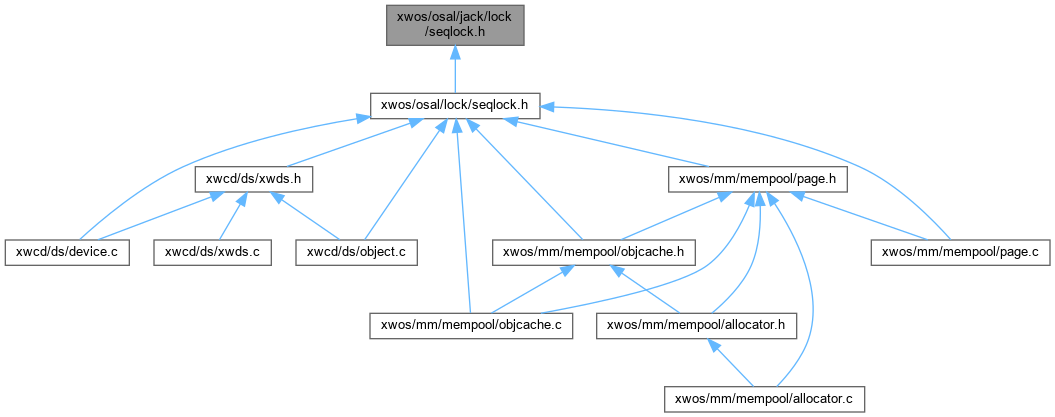 xwos/osal/jack/lock
/seqlock.h
xwos/osal/lock/seqlock.h
xwcd/ds/xwds.h
xwos/mm/mempool/page.h
xwcd/ds/device.c
xwcd/ds/xwds.c
xwcd/ds/object.c
xwos/mm/mempool/objcache.h
xwos/mm/mempool/page.c
xwos/mm/mempool/objcache.c
xwos/mm/mempool/allocator.h
xwos/mm/mempool/allocator.c